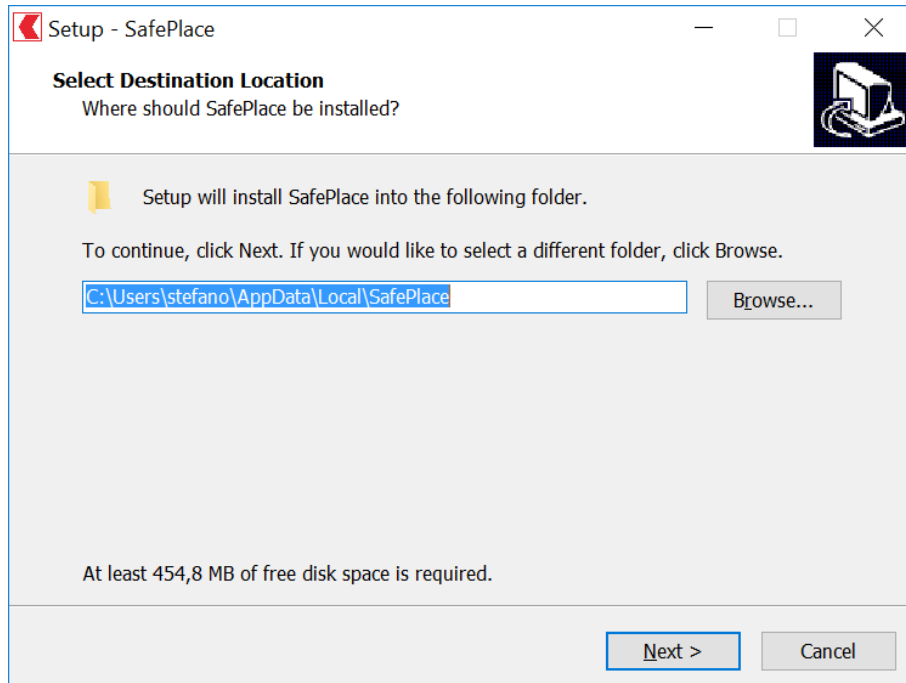 Setup - SafePlace
Select Destination Location
Where should SafePlace be installed?
Setup will install SafePlace into the following folder.
To continue, click Next. If you would like to select a different folder, click Browse.
C:\Users\stefano\AppData\Local\SafePlace
Browse...
At least 454,8 MB of free disk space is required.
Next >
Cancel